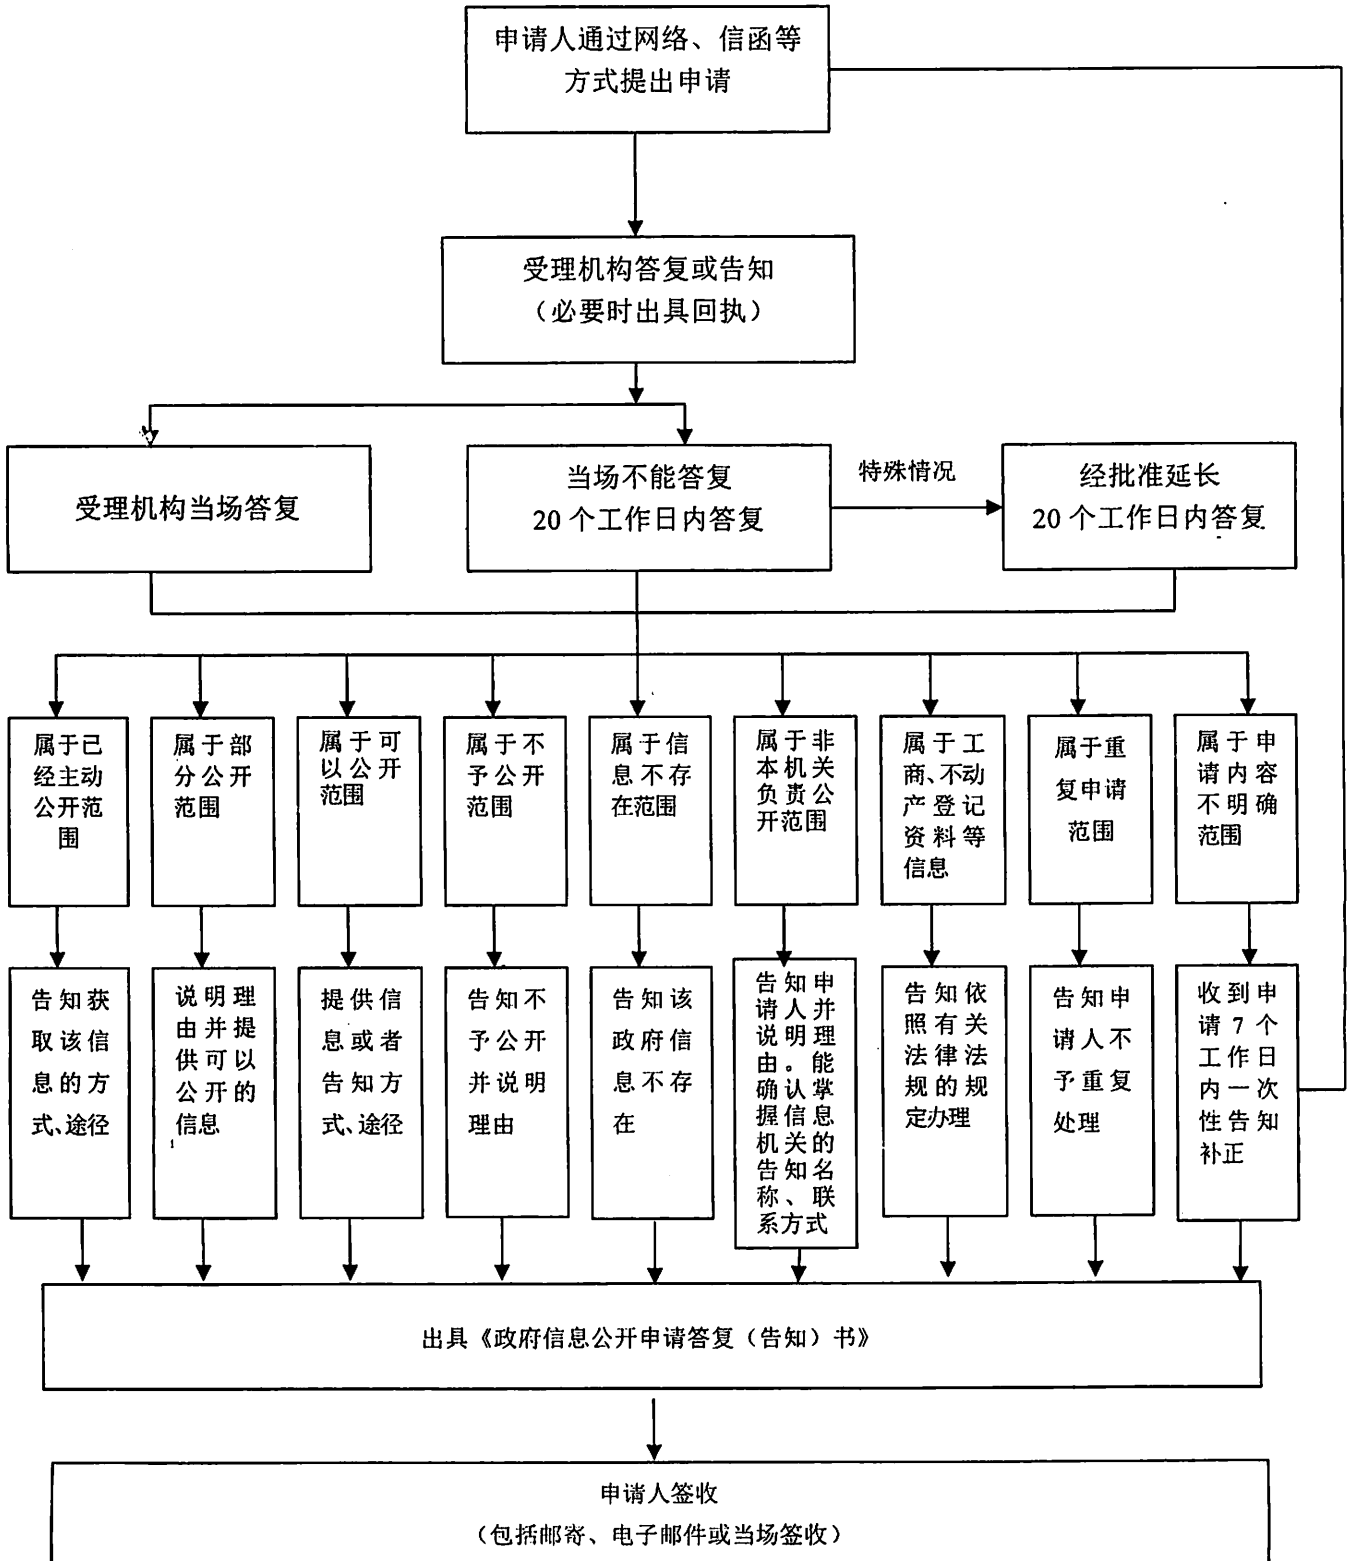 申请人通过网络、信函等
方式提出申请
受理机构答复或告知
（必要时出具回执）
受理机构当场答复
当场不能答复
20 个工作日内答复
特殊情况
经批准延长
20 个工作日内答复
属于已
经主动
公开范
围
属于部
分公开
范围
属于可
以公开
范围
属于不
予公开
范围
属于信
息不存
在范围
属于非
本机关
负责公
开范围
属于工
商、不动
产登记
资料等
信息
属于重
复申请
范围
属于申
请内容
不明确
范围
告知获
取该信
息的方
式、途径
说明理
由并提
供可以
公开的
信息
提供信
息或者
告知方
式、途径
告知不
予公开
并说明
理由
告知该
政府信
息不存
在
告知申
请人并
说明理
由。能
确认掌
握信息
机关的
告知名
称、联
系方式
告知依
照有关
法律法
规的规
定办理
告知申
请人不
予重复
处理
收到申
请 7 个
工作日
内一次
性告知
补正
出具《政府信息公开申请答复（告知）书》
申请人签收
（包括邮寄、电子邮件或当场签收）